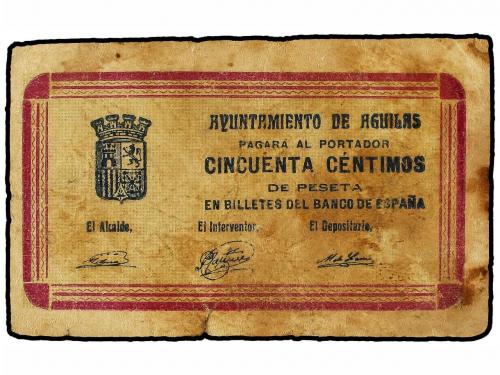 AYUNTAMIENTO DE AGUILAS
PAGARÁ AL PORTADOR
CINCUENTA CÉNTIMOS
DE PESETA
EN BILLETES DEL BANCO DE ESPAÑA
El Alcalde, El Interventor, El Depositario,